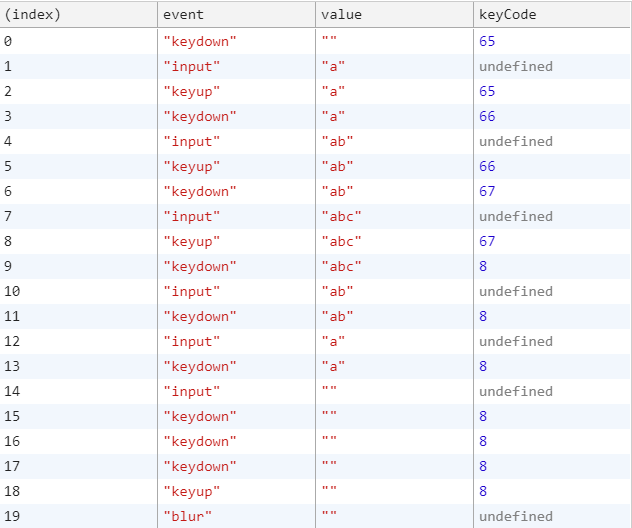 (index) event value keyCode
0 "keydown" "" 65
1 "input" "a" undefined
2 "keyup" "a" 65
3 "keydown" "a" 66
4 "input" "ab" undefined
5 "keyup" "ab" 66
6 "keydown" "ab" 67
7 "input" "abc" undefined
8 "keyup" "abc" 67
9 "keydown" "abc" 8
10 "input" "ab" undefined
11 "keydown" "ab" 8
12 "input" "a" undefined
13 "keydown" "a" 8
14 "input" "" undefined
15 "keydown" "" 8
16 "keydown" "" 8
17 "keydown" "" 8
18 "keyup" "" 8
19 "blur" "" undefined